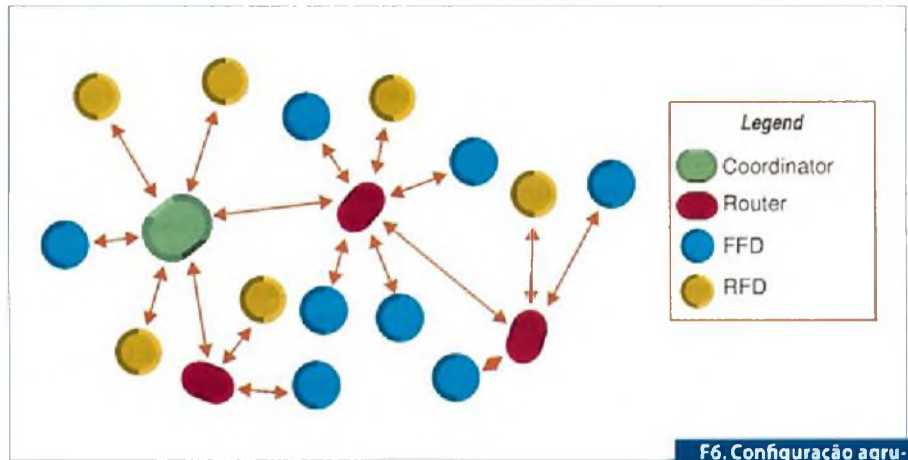 Legend
Coordinator
Router
FFD
RFD
F6. Configuração agru-